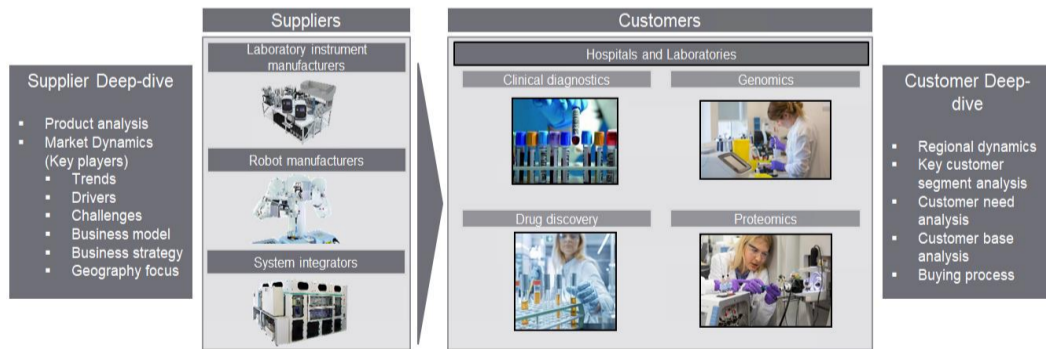 Suppliers
Customers
Supplier Deep-dive
Product analysis
Market Dynamics
(Key players)
Trends
Drivers
Challenges
Business model
Business strategy
Geography focus
Laboratory instrument
manufacturers
Robot manufacturers
System integrators
Hospitals and Laboratories
Clinical diagnostics
Genomics
Drug discovery
Proteomics
Customer Deep-
dive
Regional dynamics
Key customer
segment analysis
Customer need
analysis
Customer base
analysis
Buying process